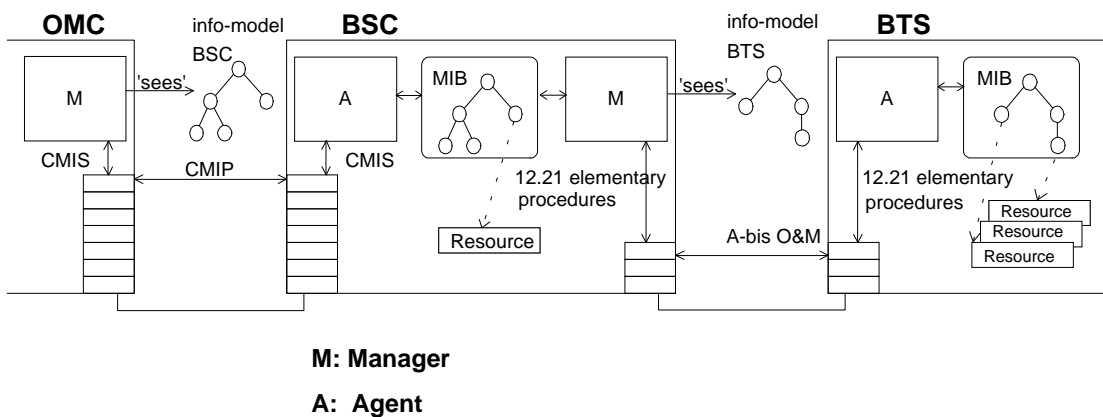 OMC
info-model
BSC
BSC
info-model
BTS
BTS
M
'sees'
A
MIB
M
'sees'
A
MIB
CMIS
CMIP
CMIS
12.21 elementary
procedures
12.21 elementary
procedures
Resource
A-bis O&M
Resource
Resource
Resource
M: Manager
A: Agent